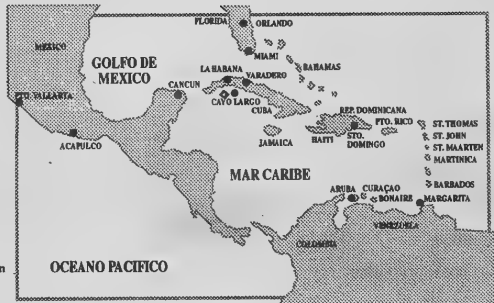 FLORIDA
ORLANDO
MEXICO
GOLFO DE
MEXICO
MIAMI
BAHAMAS
LA HABANA
VARADERO
CANCUN
PTO. VALLARTA
CAYO LARGO
CUBA
REP. DOMINICANA
PTO. RICO
ST. THOMAS
ST. JOHN
ACAPULCO
JAMAICA
HAITI
STO.
DOMINGO
ST. MAARTEN
MARTINICA
MAR CARIBE
BARBADOS
ARUBA
CURAÇAO
BONAIRE
MARGARITA
VENEZUELA
COLOMBIA
OCEANO PACIFICO
n